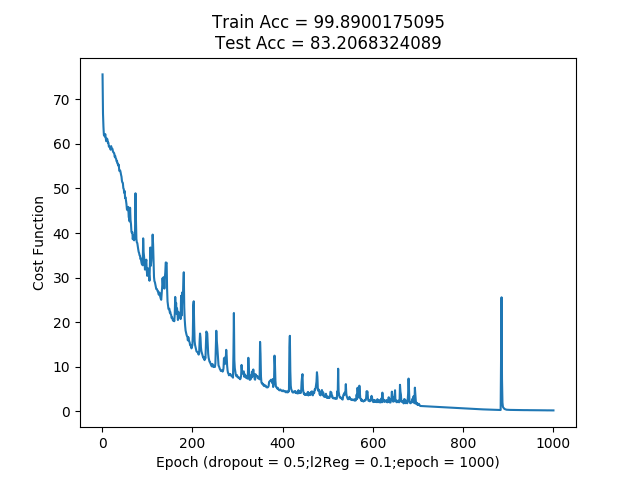 Train Acc = 99.8900175095
Test Acc = 83.2068324089
70
60
50
40
30
20
10
0
Cost Function
0 200 400 600 800 1000
Epoch (dropout = 0.5;l2Reg = 0.1;epoch = 1000)